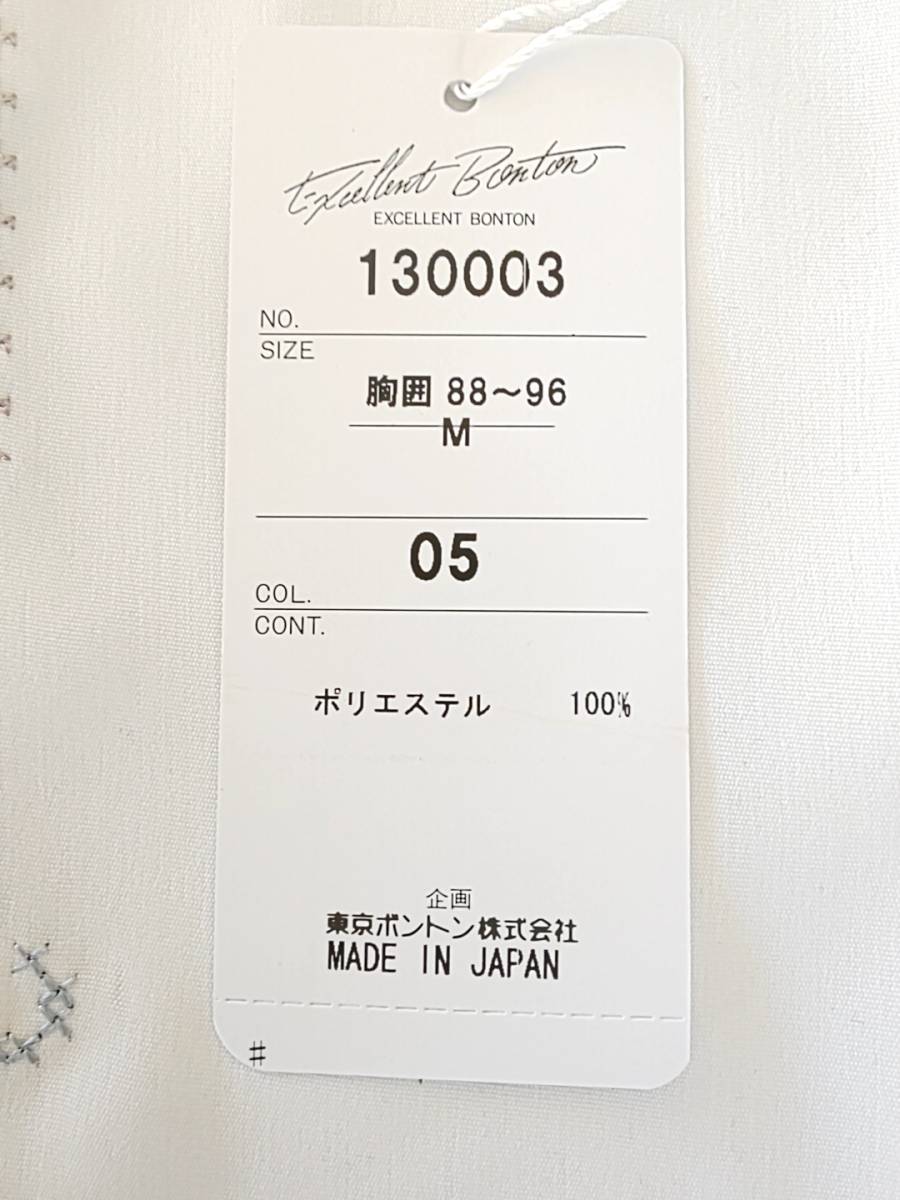 Excellent Bonton
EXCELLENT BONTON
130003
NO.
SIZE
胸囲 88～96
M
05
COL.
CONT.
ポリエステル 100%
企画
東京ボントン株式会社
MADE IN JAPAN
#